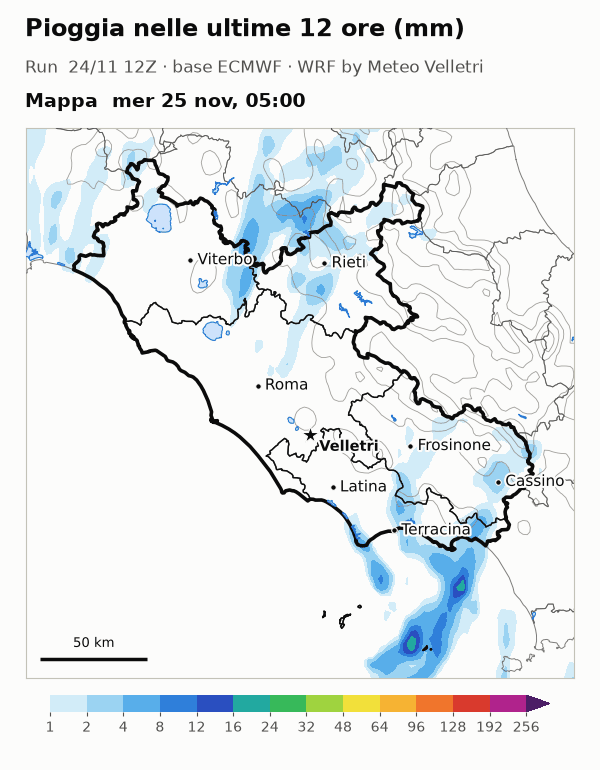 Pioggia nelle ultime 12 ore (mm)
Run  24/11 12Z · base ECMWF · WRF by Meteo Velletri
Mappa  mer 25 nov, 05:00
Viterbo
Rieti
Roma
Velletri
Frosinone
Cassino
Latina
Terracina
50 km
1 2 4 8 12 16 24 32 48 64 96 128 192 256